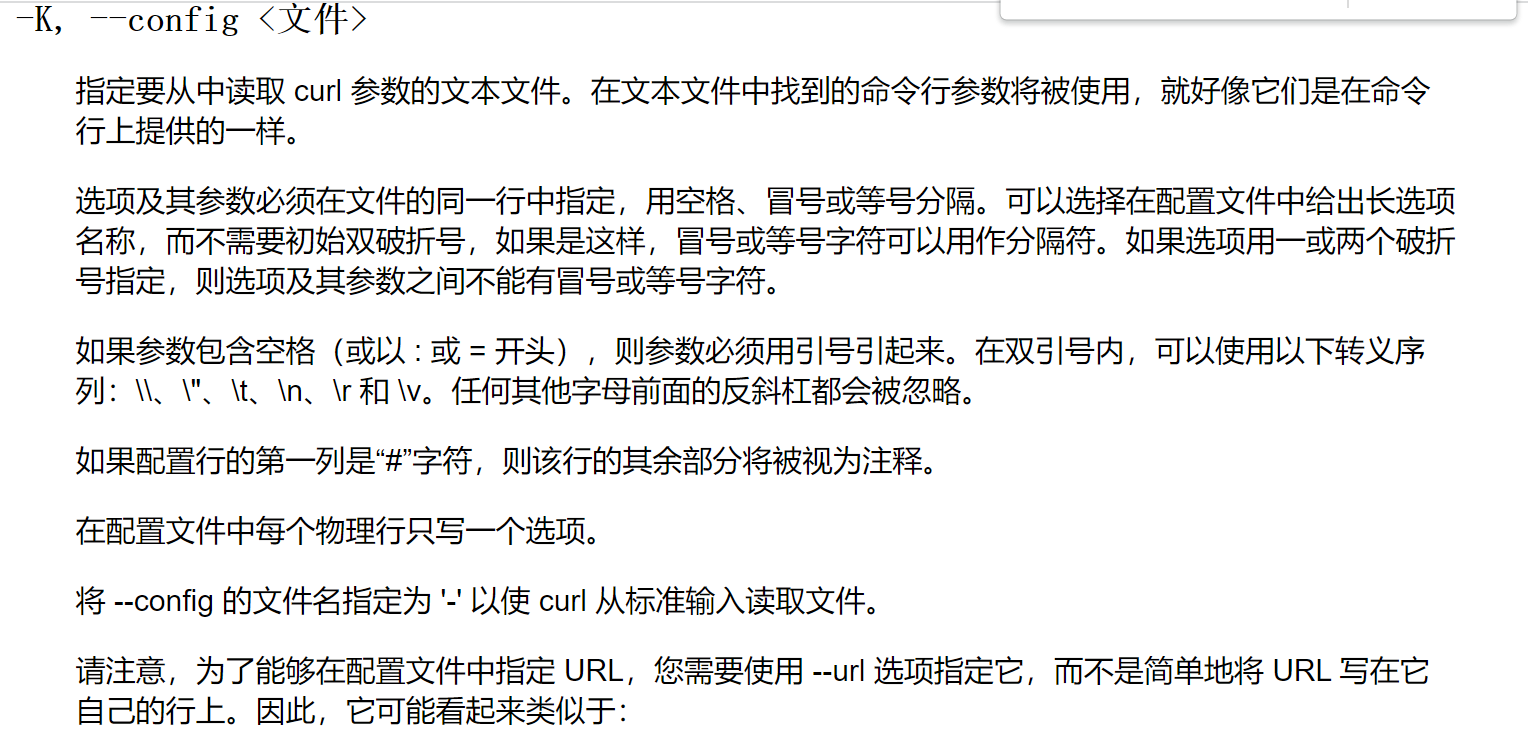 -K, --config <文件>
指定要从中读取 curl 参数的文本文件。在文本文件中找到的命令行参数将被使用，就好像它们是在命令
行上提供的一样。
选项及其参数必须在文件的同一行中指定，用空格、冒号或等号分隔。可以选择在配置文件中给出长选项
名称，而不需要初始双破折号，如果是这样，冒号或等号字符可以用作分隔符。如果选项用一或两个破折
号指定，则选项及其参数之间不能有冒号或等号字符。
如果参数包含空格（或以 : 或 = 开头），则参数必须用引号引起来。在双引号内，可以使用以下转义序
列：\\、\"、\t、\n、\r 和 \v。任何其他字母前面的反斜杠都会被忽略。
如果配置行的第一列是“#”字符，则该行的其余部分将被视为注释。
在配置文件中每个物理行只写一个选项。
将 --config 的文件名指定为 '-' 以使 curl 从标准输入读取文件。
请注意，为了能够在配置文件中指定 URL，您需要使用 --url 选项指定它，而不是简单地将 URL 写在它
自己的行上。因此，它可能看起来类似于：